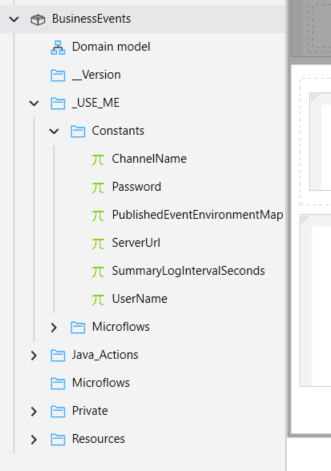 BusinessEvents
Domain model
__Version
_USE_ME
Constants
ChannelName
Password
PublishedEventEnvironmentMap
ServerUrl
SummaryLogIntervalSeconds
UserName
Microflows
Java_Actions
Microflows
Private
Resources